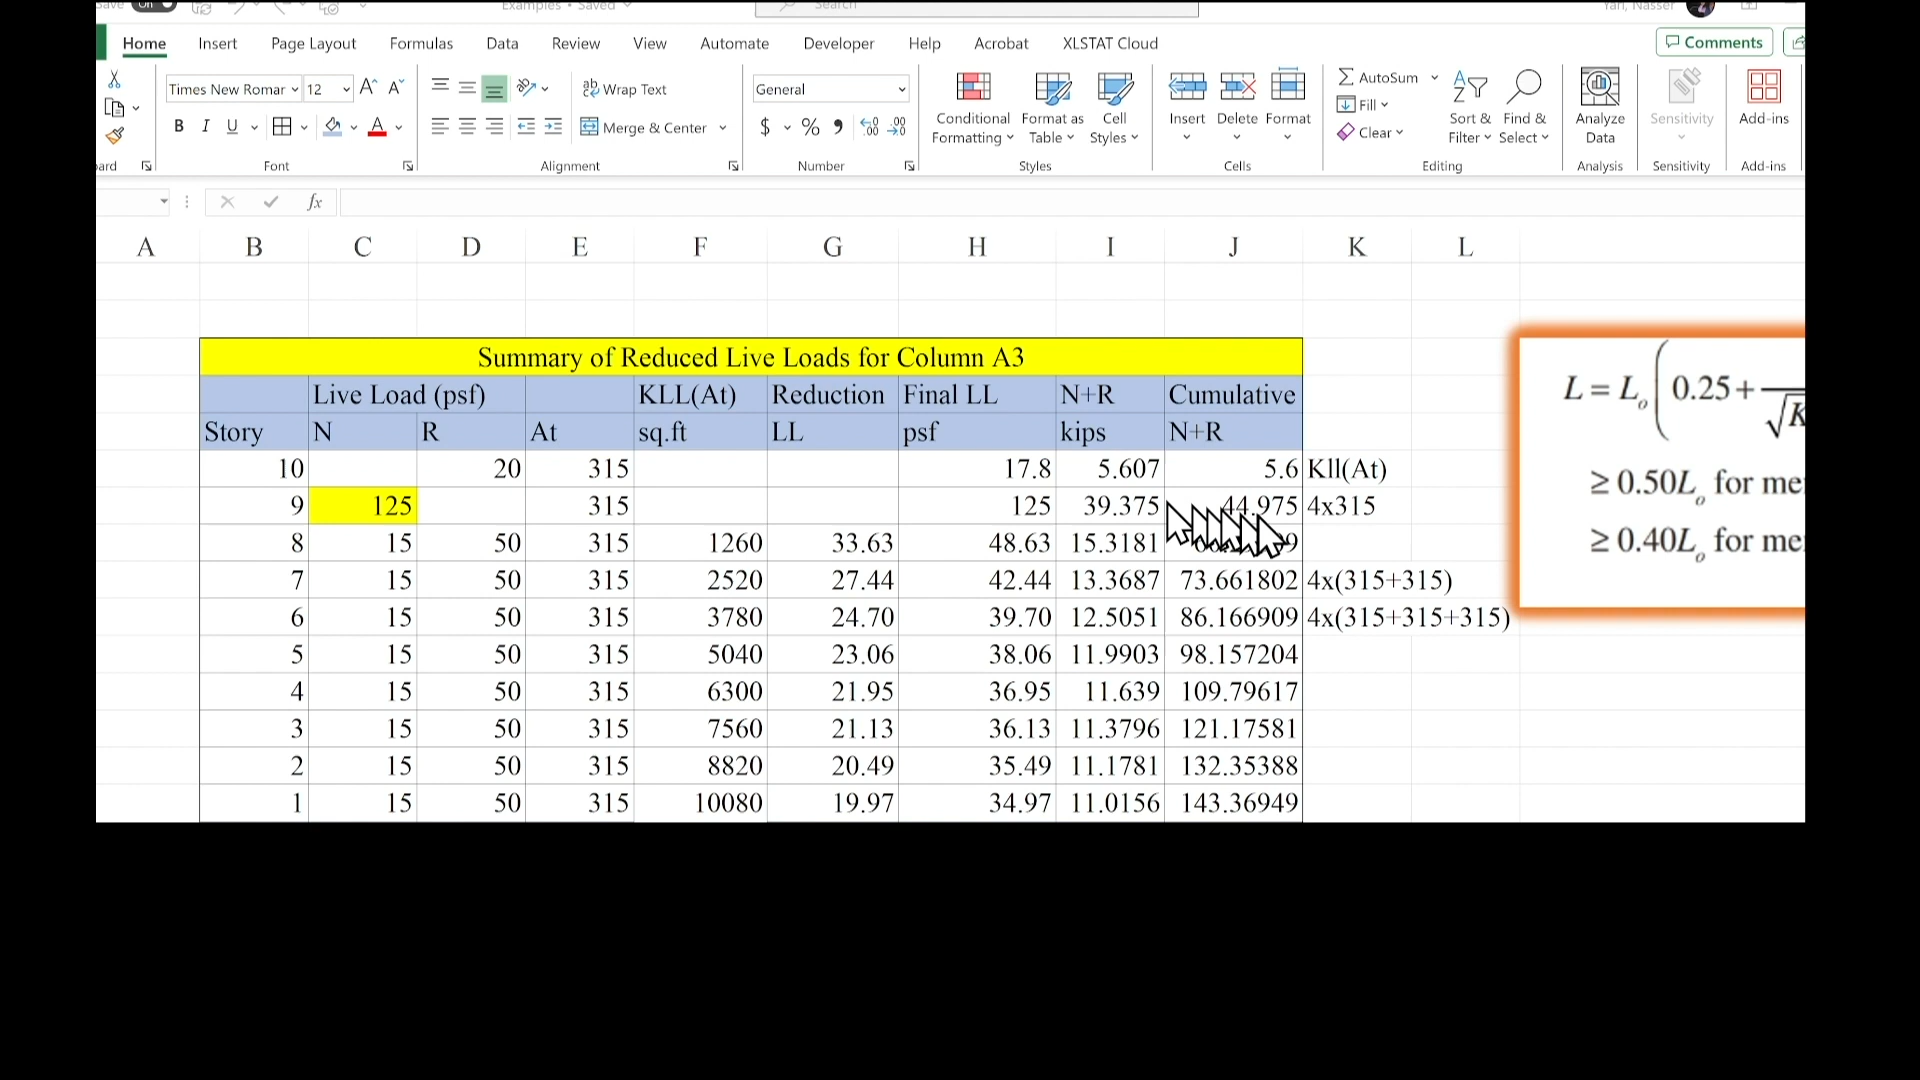 Examples • Saved
Search
Yari, Nasser
Home Insert Page Layout Formulas Data Review View Automate Developer Help Acrobat XLSTAT Cloud
Comments
Times New Romar 12
Wrap Text
General
AutoSum
Fill
Clear
B I U
Merge & Center
$ % 9
Conditional Formatting
Format as Table
Cell Styles
Insert Delete Format
Sort & Filter
Find & Select
Analyze Data
Sensitivity
Add-ins
ard Font Alignment Number Styles Cells Editing Analysis Sensitivity Add-ins
fx
A B C D E F G H I J K L
Summary of Reduced Live Loads for Column A3
Live Load (psf) KLL(At) Reduction Final LL N+R Cumulative
Story N R At sq.ft LL psf kips N+R
10 20 315 17.8 5.607 5.6 Kll(At)
9 125 315 125 39.375 44.975 4x315
8 15 50 315 1260 33.63 48.63 15.3181
7 15 50 315 2520 27.44 42.44 13.3687 73.661802 4x(315+315)
6 15 50 315 3780 24.70 39.70 12.5051 86.166909 4x(315+315+315)
5 15 50 315 5040 23.06 38.06 11.9903 98.157204
4 15 50 315 6300 21.95 36.95 11.639 109.79617
3 15 50 315 7560 21.13 36.13 11.3796 121.17581
2 15 50 315 8820 20.49 35.49 11.1781 132.35388
1 15 50 315 10080 19.97 34.97 11.0156 143.36949
L = Lo ( 0.25 + √K
≥ 0.50Lo for me
≥ 0.40Lo for me